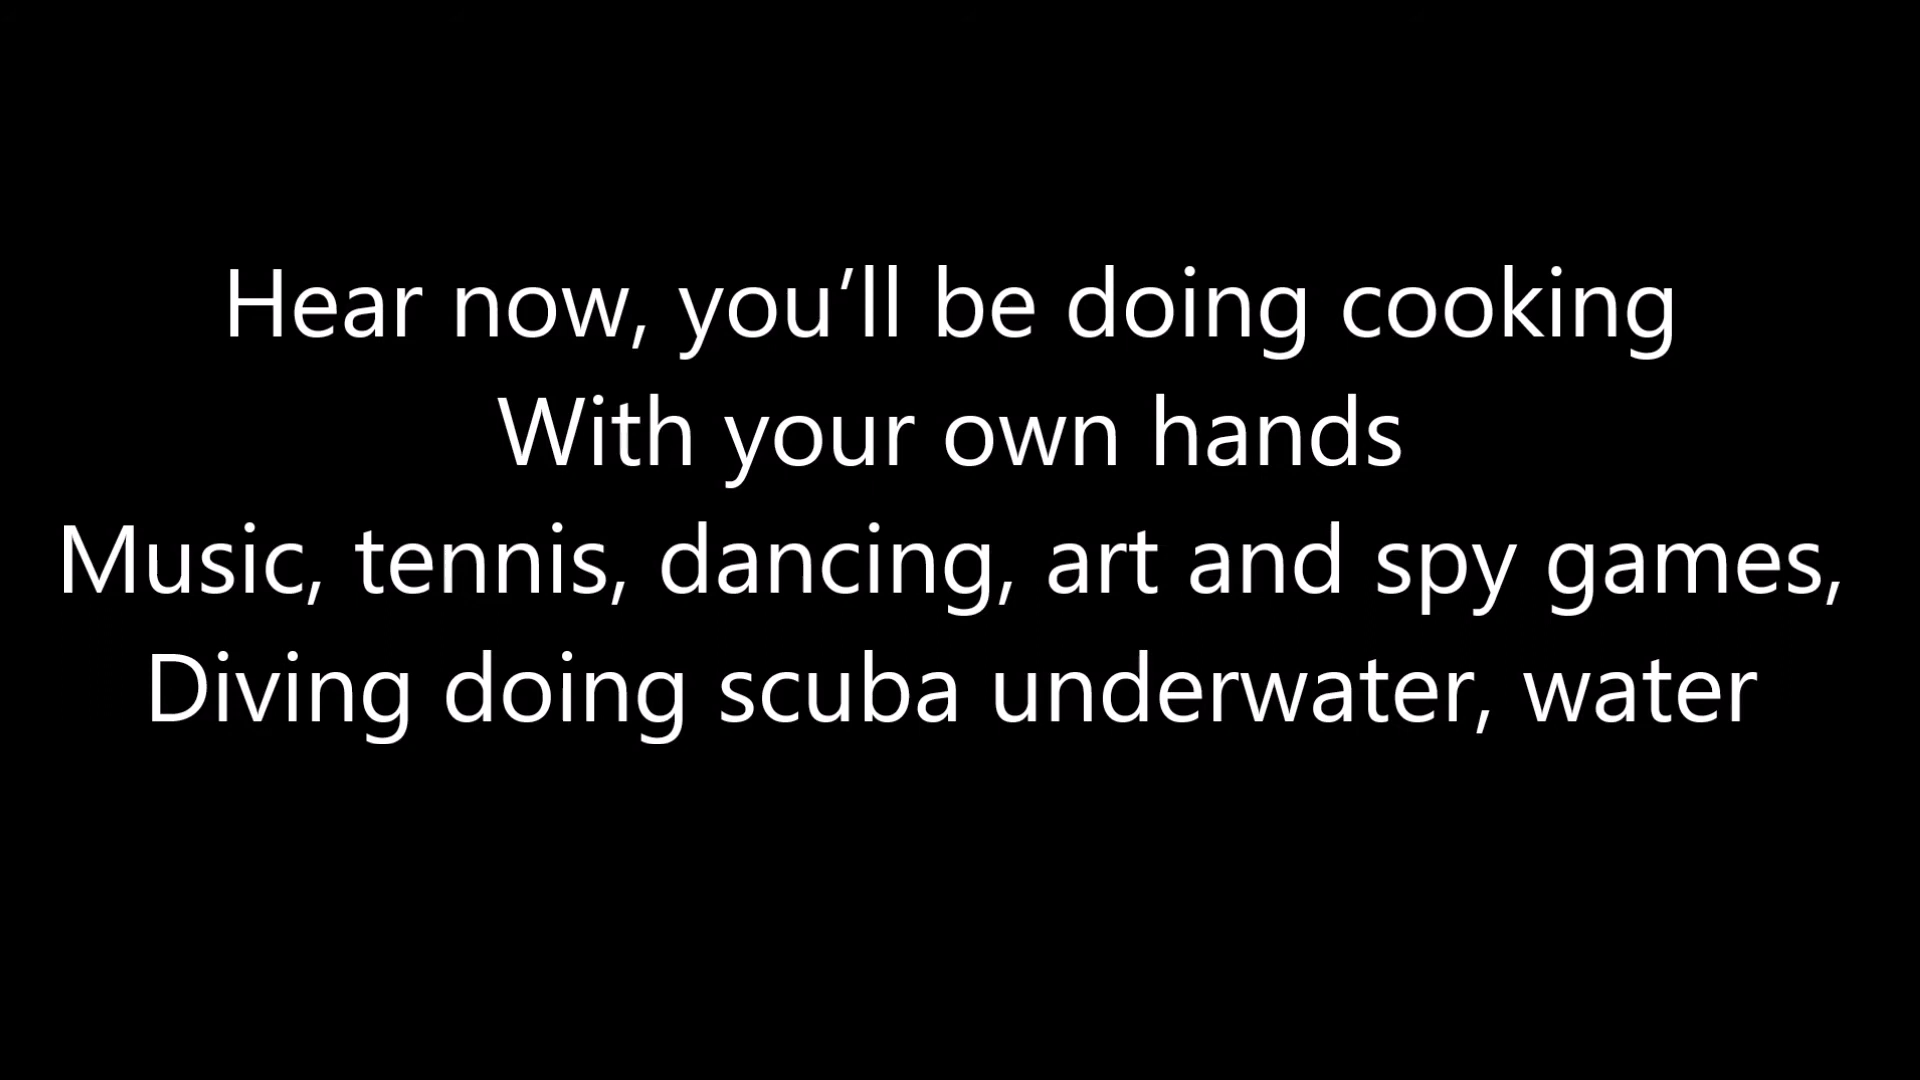 Hear now, you’ll be doing cooking
With your own hands
Music, tennis, dancing, art and spy games,
Diving doing scuba underwater, water